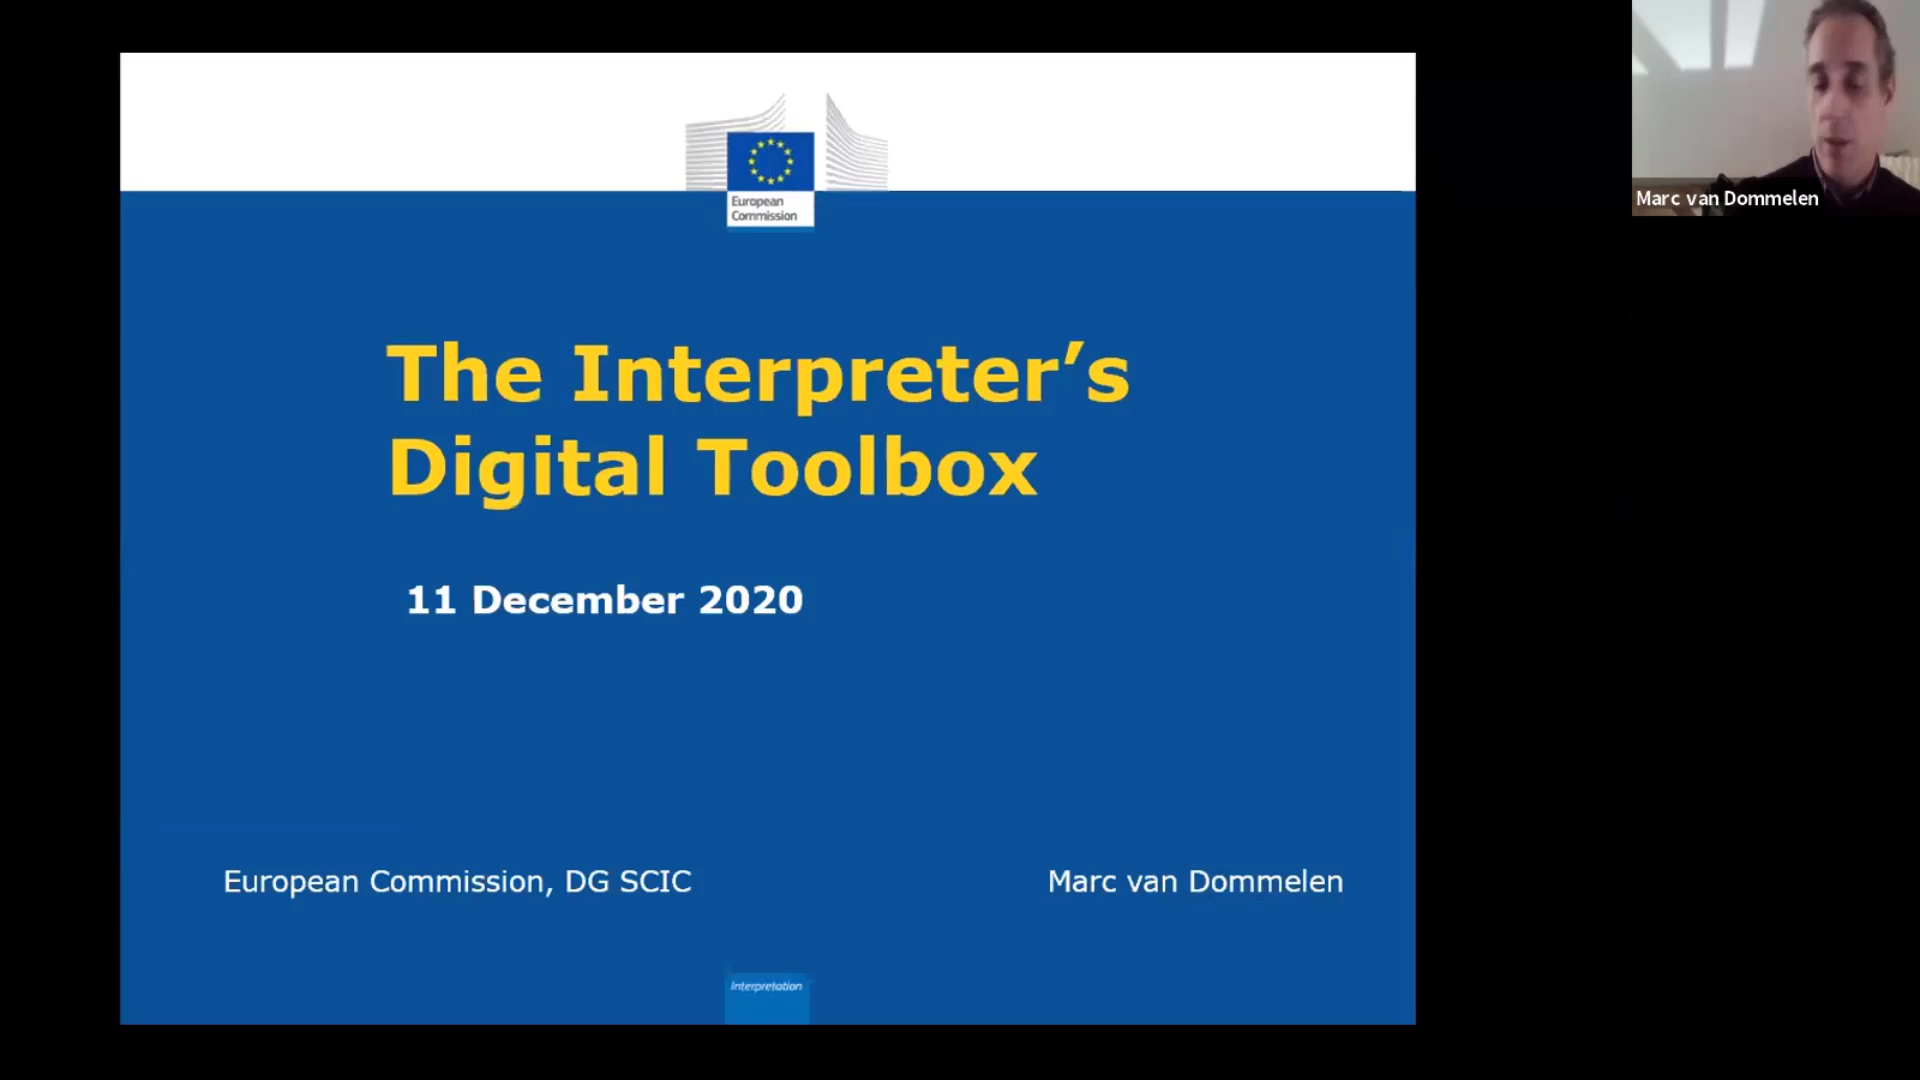 European
Commission
The Interpreter’s
Digital Toolbox
11 December 2020
European Commission, DG SCIC
Marc van Dommelen
Interpretation
Marc van Dommelen